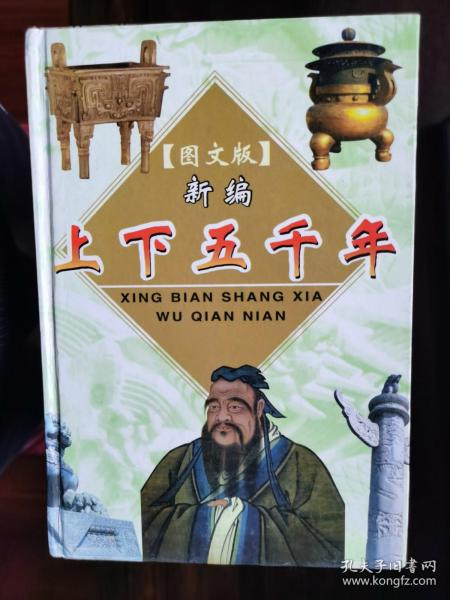 【图文版】
新编
上下五千年
XING BIAN SHANG XIA
WU QIAN NIAN
孔夫子旧书网
www.kongfz.com